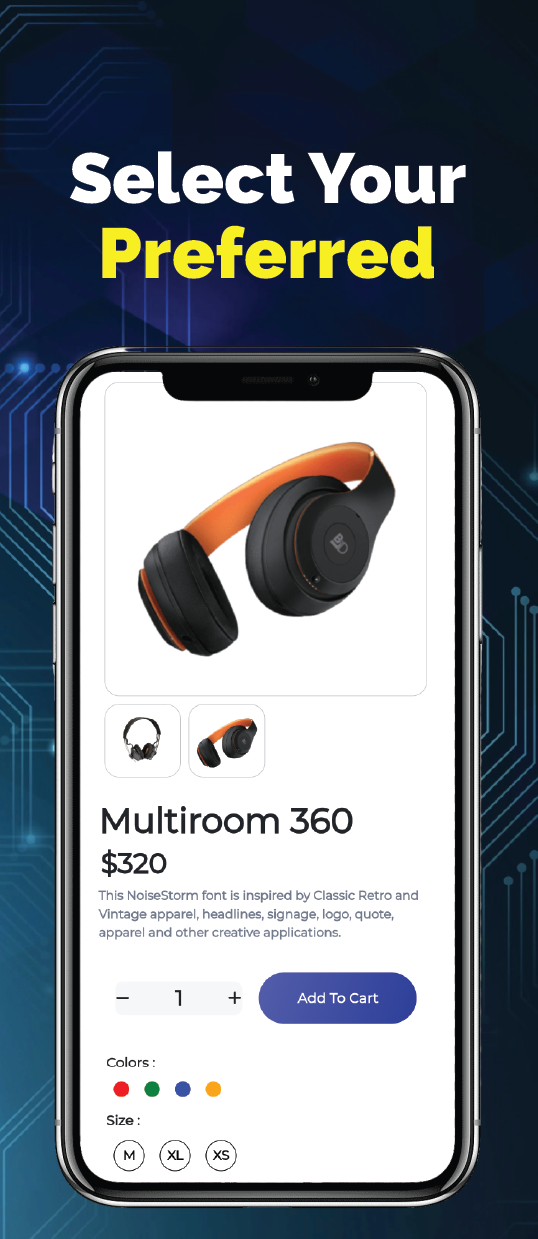 Select Your
Preferred
Multiroom 360
$320
This NoiseStorm font is inspired by Classic Retro and
Vintage apparel, headlines, signage, logo, quote,
apparel and other creative applications.
− 1 + Add To Cart
Colors :
Size :
M XL XS